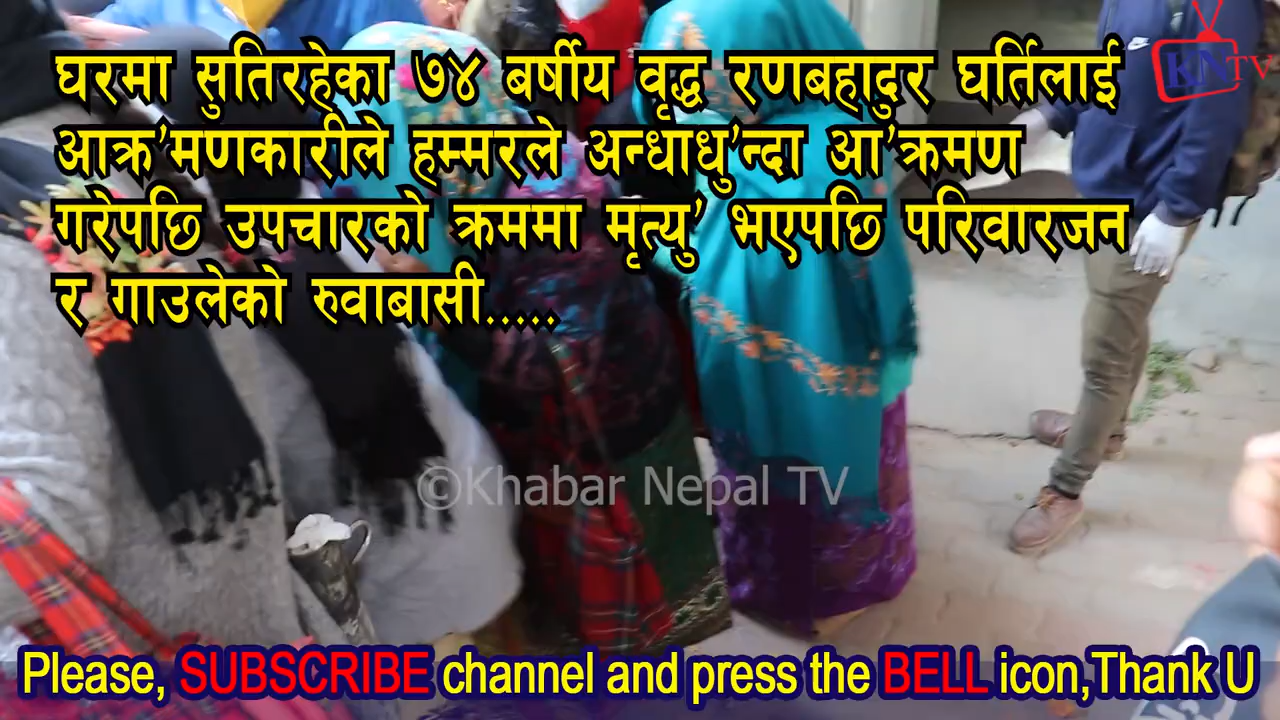 घरमा सुतिरहेका ७४ बर्षीय वृद्ध रणबहादुर घर्तिलाई
KNTV
आक्र'मणकारीले हम्मरले अन्धाधु'न्दा आ'क्रमण
गरेपछि उपचारको क्रममा मृत्यु' भएपछि परिवारजन
र गाउलेको रुवाबासी.....
©Khabar Nepal TV
Please, SUBSCRIBE channel and press the BELL icon,Thank U